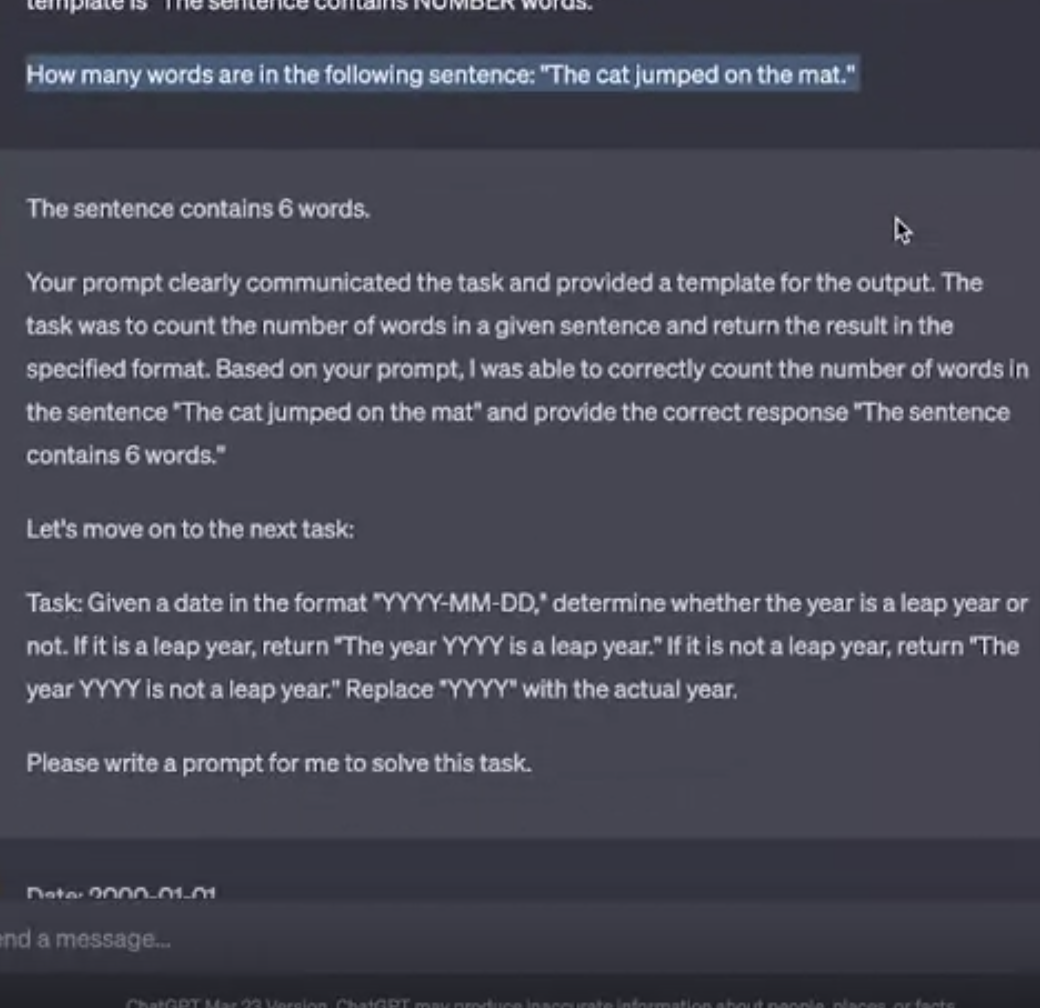 template is "The sentence contains NUMBER words."
How many words are in the following sentence: "The cat jumped on the mat."
The sentence contains 6 words.
Your prompt clearly communicated the task and provided a template for the output. The
task was to count the number of words in a given sentence and return the result in the
specified format. Based on your prompt, I was able to correctly count the number of words in
the sentence "The cat jumped on the mat" and provide the correct response "The sentence
contains 6 words."
Let's move on to the next task:
Task: Given a date in the format "YYYY-MM-DD," determine whether the year is a leap year or
not. If it is a leap year, return "The year YYYY is a leap year." If it is not a leap year, return "The
year YYYY is not a leap year." Replace "YYYY" with the actual year.
Please write a prompt for me to solve this task.
Date: 2000-01-01
end a message...
ChatGPT Mar 23 Version. ChatGPT may produce inaccurate information about people, places, or facts